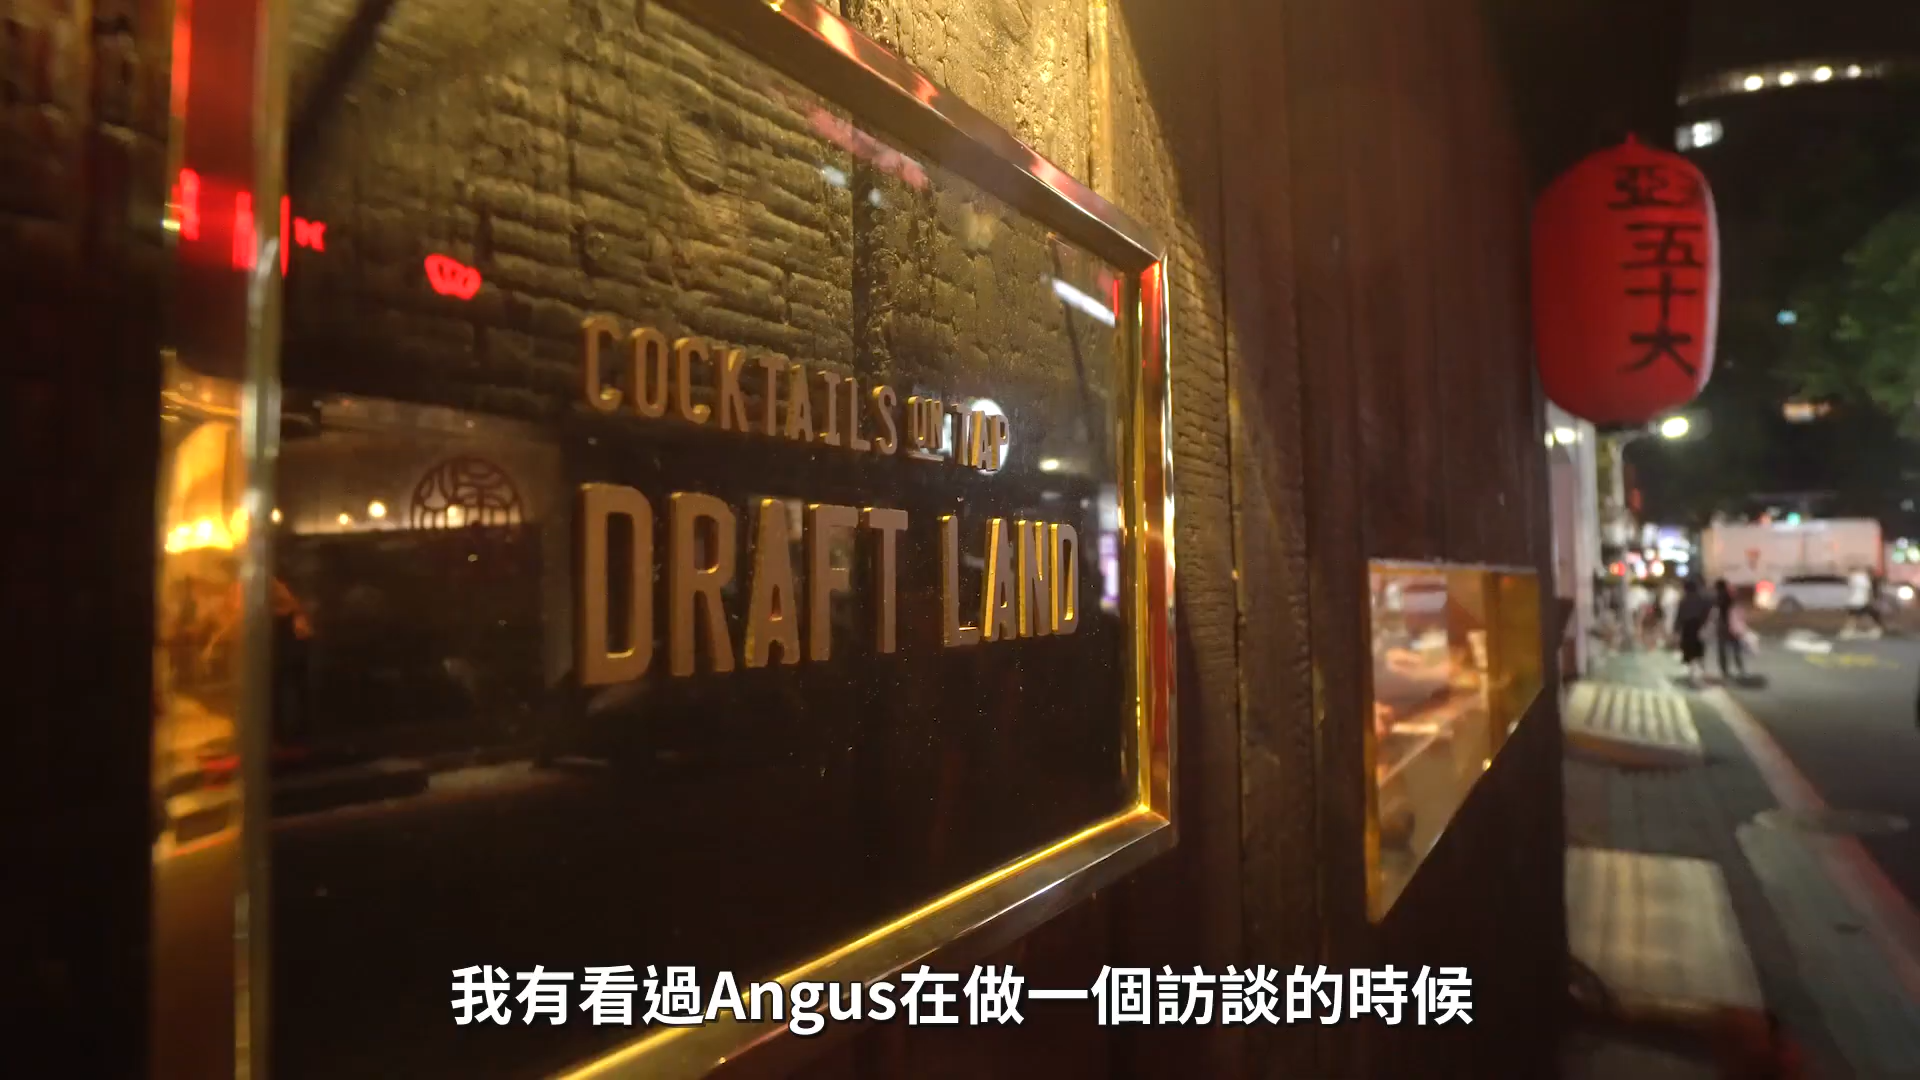 COCKTAILS ON TAP
DRAFT LAND
亞
五
十
大
我有看過Angus在做一個訪談的時候